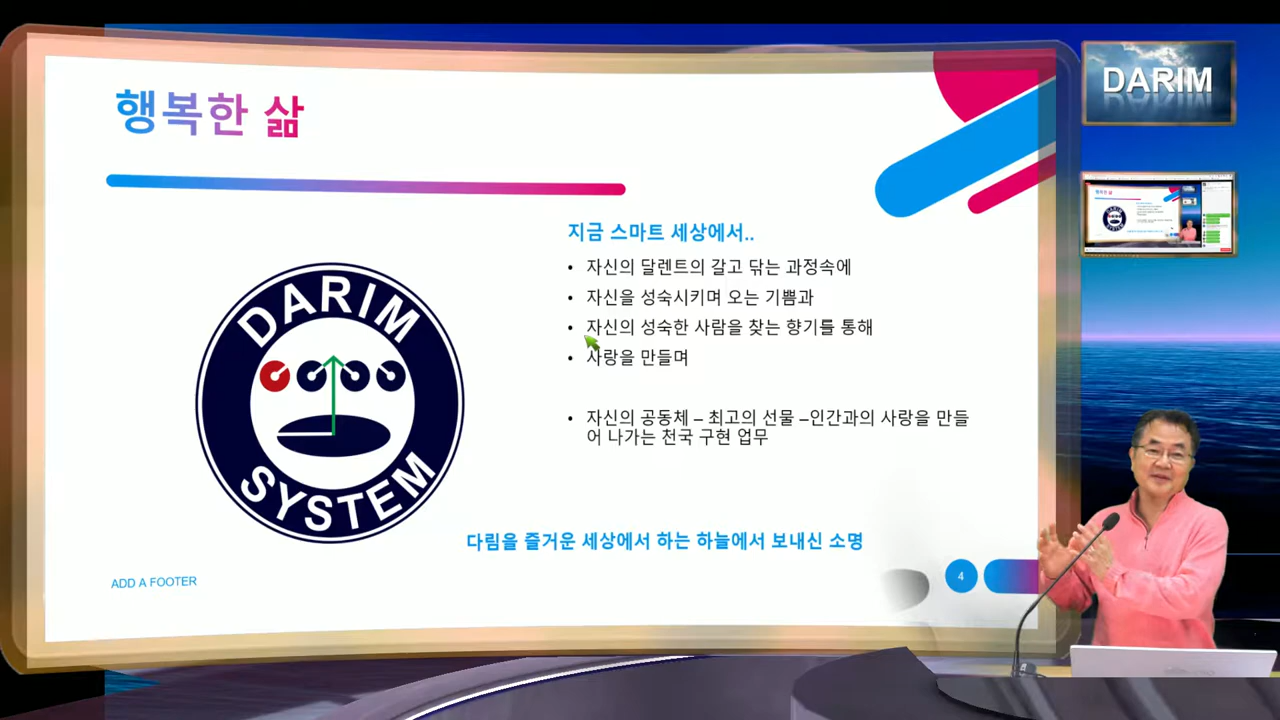 행복한 삶
DARIM
지금 스마트 세상에서..
• 자신의 달렌트의 갈고 닦는 과정속에
• 자신을 성숙시키며 오는 기쁨과
• 자신의 성숙한 사람을 찾는 향기를 통해
• 사랑을 만들며
• 자신의 공동체 – 최고의 선물 –인간과의 사랑을 만들
어 나가는 천국 구현 업무
DARIM
SYSTEM
다림을 즐거운 세상에서 하는 하늘에서 보내신 소명
ADD A FOOTER
4